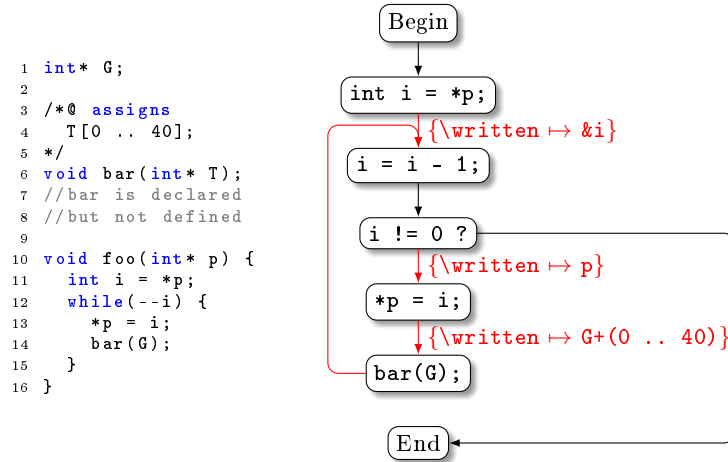 1 int* G;
2
3 /*@ assigns
4 T[0 .. 40];
5 */
6 void bar(int* T);
7 //bar is declared
8 //but not defined
9
10 void foo(int* p) {
11 int i = *p;
12 while(--i) {
13 *p = i;
14 bar(G);
15 }
16 }
Begin
int i = *p;
{\written ↦ &i}
i = i - 1;
i != 0 ?
{\written ↦ p}
*p = i;
{\written ↦ G+(0 .. 40)}
bar(G);
End